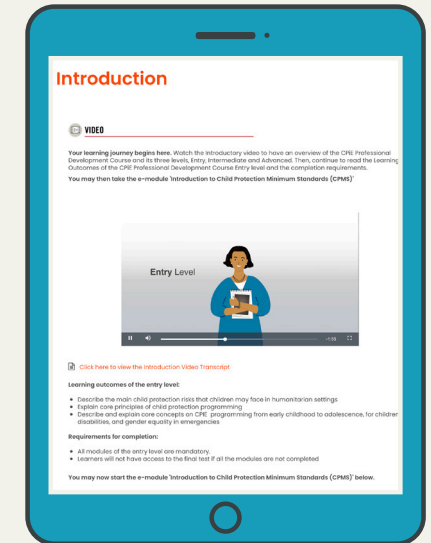 Introduction
VIDEO
Your learning journey begins here. Watch the Introductory video to have an overview of the CPiE Professional
Development Course and its three levels, Entry, Intermediate and Advanced. Then, continue to read the Learning
Outcomes of the CPiE Professional Development Course Entry level and the completion requirements.
You may then take the e-module 'Introduction to Child Protection Minimum Standards (CPMS)'
Entry Level
Click here to view the Introduction Video Transcript
Learning outcomes of the entry level:
• Describe the main child protection risks that children may face in humanitarian settings
• Explain core principles of child protection programming
• Describe and explain core concepts on CPiE programming from early childhood to adolescence, for children
disabilities, and gender equality in emergencies
Requirements for completion:
• All modules of the entry level are mandatory.
• Learners will not have access to the final test if all the modules are not completed
You may now start the e-module 'Introduction to Child Protection Minimum Standards (CPMS)' below.